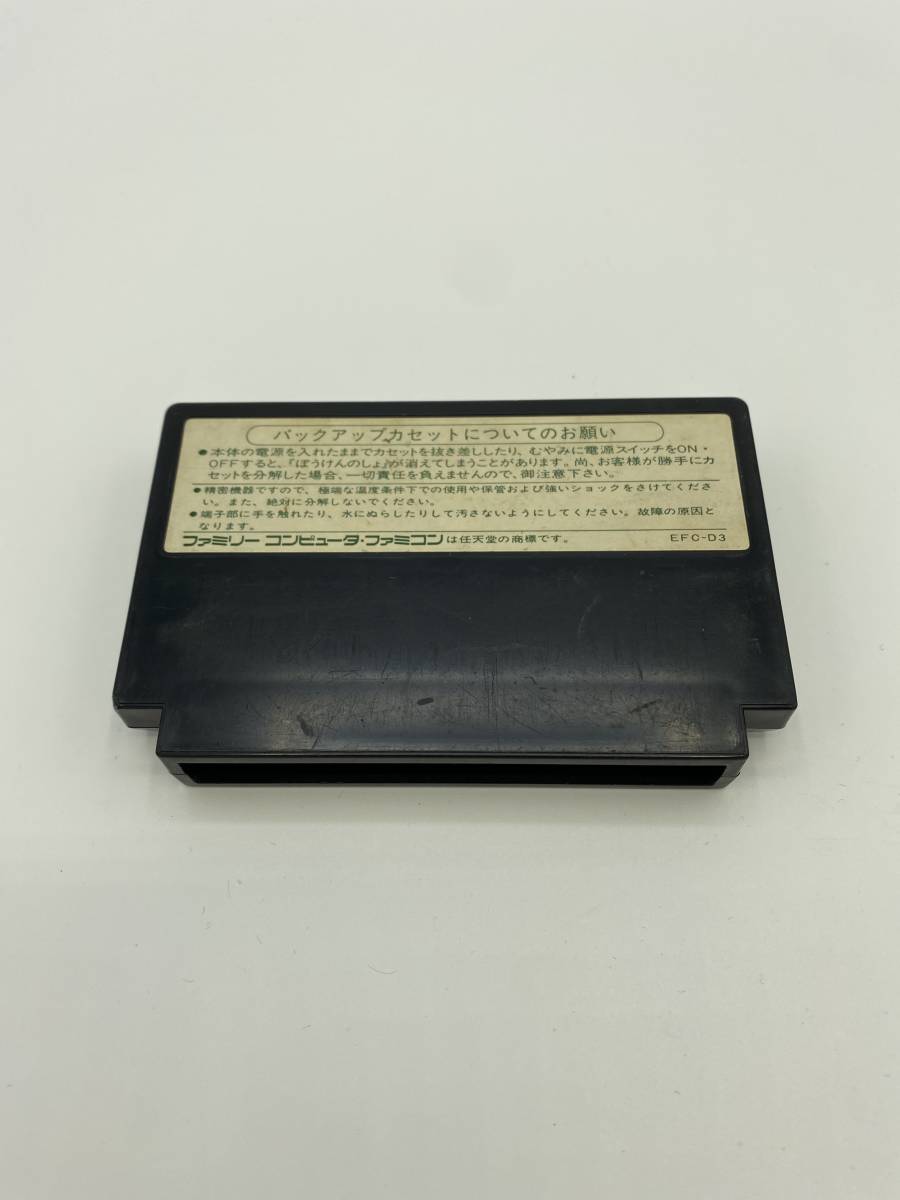 バックアップカセットについてのお願い
●本体の電源を入れたままでカセットを抜き差ししたり、むやみに電源スイッチをON・
OFFすると、『ぼうけんのしょ』が消えてしまうことがあります。尚、お客様が勝手にカ
セットを分解した場合、一切責任を負えませんので、御注意下さい。
●精密機器ですので、極端な温度条件下での使用や保管および強いショックをさけてくださ
い。また、絶対に分解しないでください。
●端子部に手を触れたり、水にぬらしたりして汚さないようにしてください。故障の原因と
なります。
ファミリー コンピュータ・ファミコンは任天堂の商標です。 EFC-D3